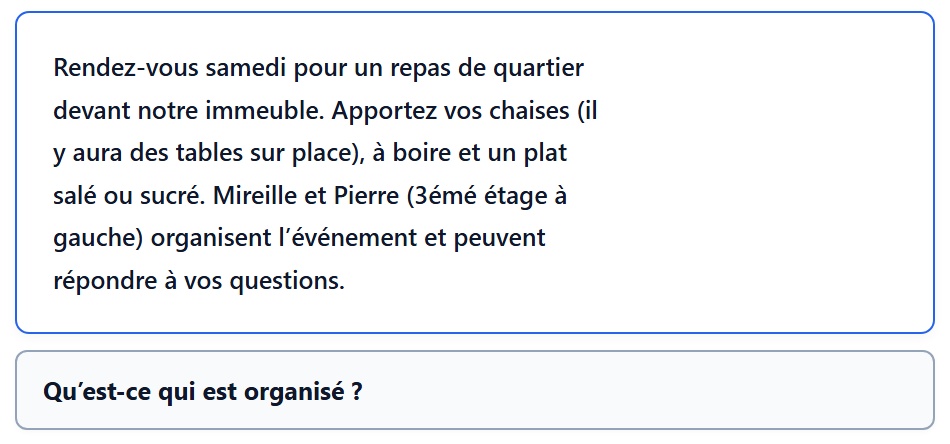 Rendez-vous samedi pour un repas de quartier
devant notre immeuble. Apportez vos chaises (il
y aura des tables sur place), à boire et un plat
salé ou sucré. Mireille et Pierre (3émé étage à
gauche) organisent l’événement et peuvent
répondre à vos questions.
Qu’est-ce qui est organisé ?